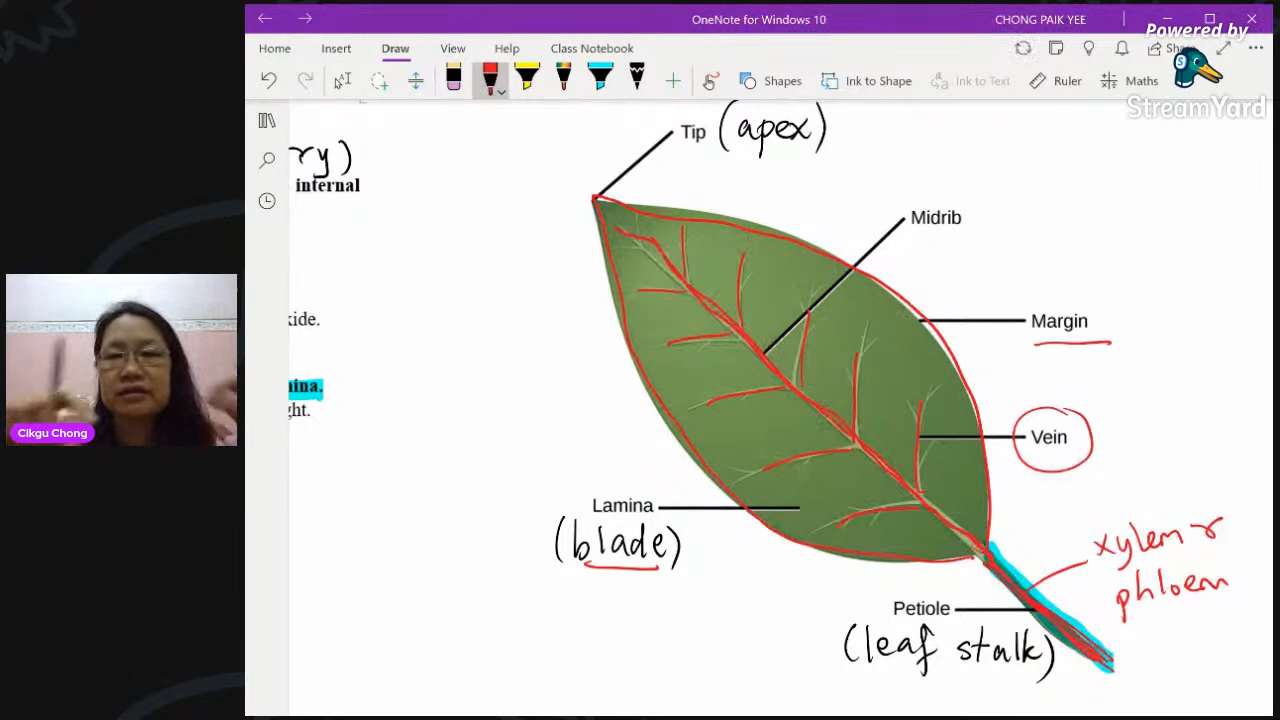 OneNote for Windows 10
CHONG PAIK YEE
Powered by
StreamYard
Home Insert Draw View Help Class Notebook Share
Shapes Ink to Shape Ink to Text Ruler Maths
ry)
internal
Tip (apex)
Midrib
xide.
Margin
ina.
ght.
Cikgu Chong
Vein
Lamina
(blade)
xylem r
phloem
Petiole
(leaf stalk)